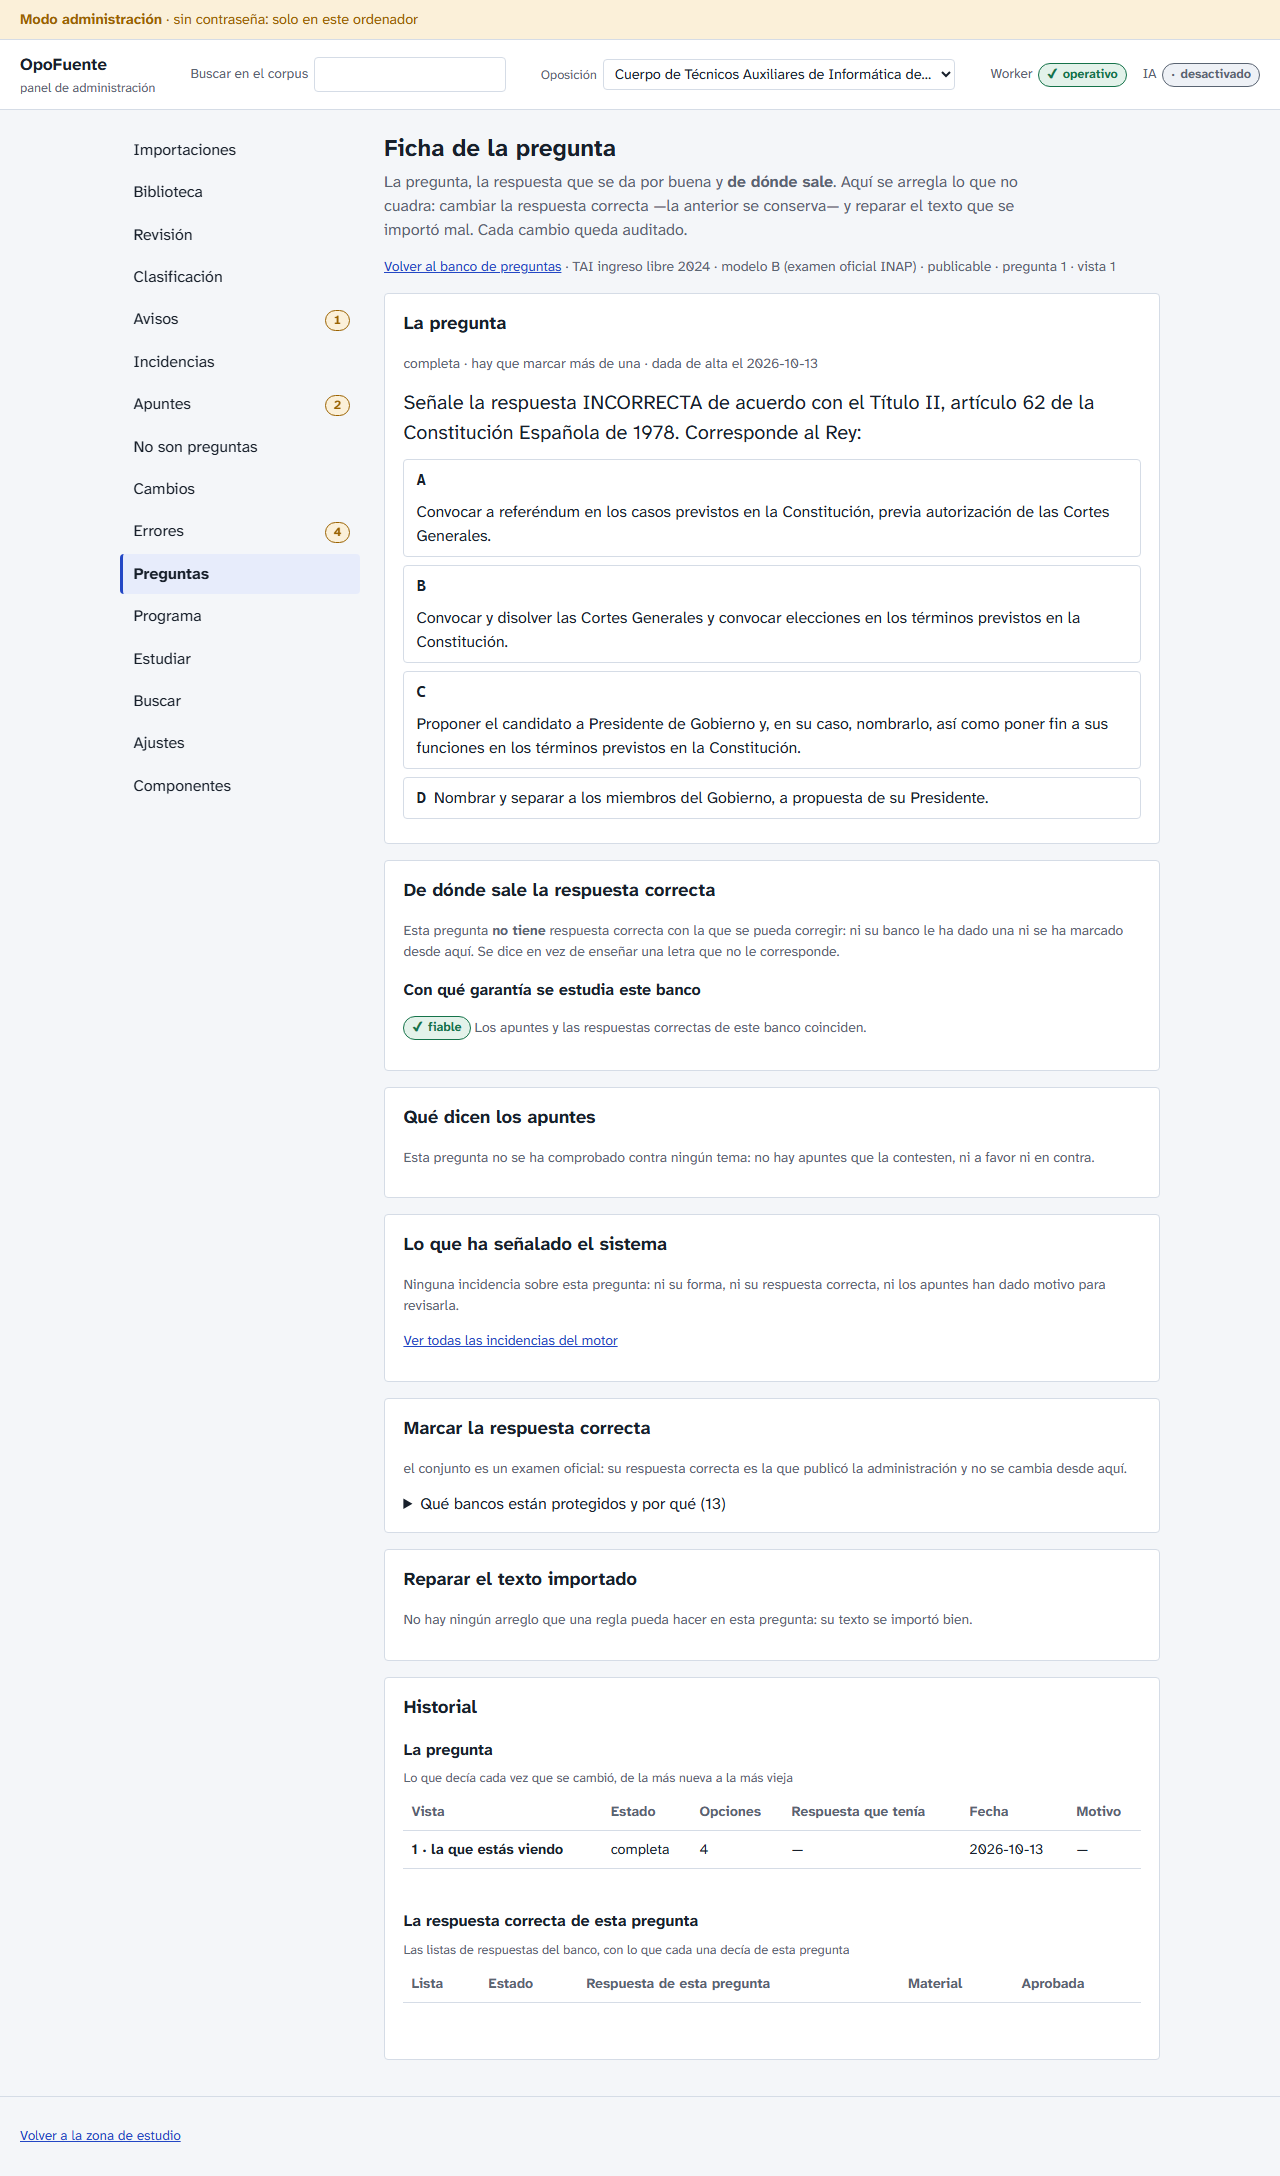 Modo administración · sin contraseña: solo en este ordenador
OpoFuente
panel de administración
Buscar en el corpus
Oposición
Cuerpo de Técnicos Auxiliares de Informática de...
Worker ✓ operativo
IA · desactivado
Importaciones
Biblioteca
Revisión
Clasificación
Avisos 1
Incidencias
Apuntes 2
No son preguntas
Cambios
Errores 4
Preguntas
Programa
Estudiar
Buscar
Ajustes
Componentes
Ficha de la pregunta
La pregunta, la respuesta que se da por buena y de dónde sale. Aquí se arregla lo que no
cuadra: cambiar la respuesta correcta —la anterior se conserva— y reparar el texto que se
importó mal. Cada cambio queda auditado.
Volver al banco de preguntas · TAI ingreso libre 2024 · modelo B (examen oficial INAP) · publicable · pregunta 1 · vista 1
La pregunta
completa · hay que marcar más de una · dada de alta el 2026-10-13
Señale la respuesta INCORRECTA de acuerdo con el Título II, artículo 62 de la
Constitución Española de 1978. Corresponde al Rey:
A
Convocar a referéndum en los casos previstos en la Constitución, previa autorización de las Cortes
Generales.
B
Convocar y disolver las Cortes Generales y convocar elecciones en los términos previstos en la
Constitución.
C
Proponer el candidato a Presidente de Gobierno y, en su caso, nombrarlo, así como poner fin a sus
funciones en los términos previstos en la Constitución.
D Nombrar y separar a los miembros del Gobierno, a propuesta de su Presidente.
De dónde sale la respuesta correcta
Esta pregunta no tiene respuesta correcta con la que se pueda corregir: ni su banco le ha dado una ni se ha marcado
desde aquí. Se dice en vez de enseñar una letra que no le corresponde.
Con qué garantía se estudia este banco
✓ fiable Los apuntes y las respuestas correctas de este banco coinciden.
Qué dicen los apuntes
Esta pregunta no se ha comprobado contra ningún tema: no hay apuntes que la contesten, ni a favor ni en contra.
Lo que ha señalado el sistema
Ninguna incidencia sobre esta pregunta: ni su forma, ni su respuesta correcta, ni los apuntes han dado motivo para
revisarla.
Ver todas las incidencias del motor
Marcar la respuesta correcta
el conjunto es un examen oficial: su respuesta correcta es la que publicó la administración y no se cambia desde aquí.
▶ Qué bancos están protegidos y por qué (13)
Reparar el texto importado
No hay ningún arreglo que una regla pueda hacer en esta pregunta: su texto se importó bien.
Historial
La pregunta
Lo que decía cada vez que se cambió, de la más nueva a la más vieja
Vista Estado Opciones Respuesta que tenía Fecha Motivo
1 · la que estás viendo completa 4 — 2026-10-13 —
La respuesta correcta de esta pregunta
Las listas de respuestas del banco, con lo que cada una decía de esta pregunta
Lista Estado Respuesta de esta pregunta Material Aprobada
Volver a la zona de estudio